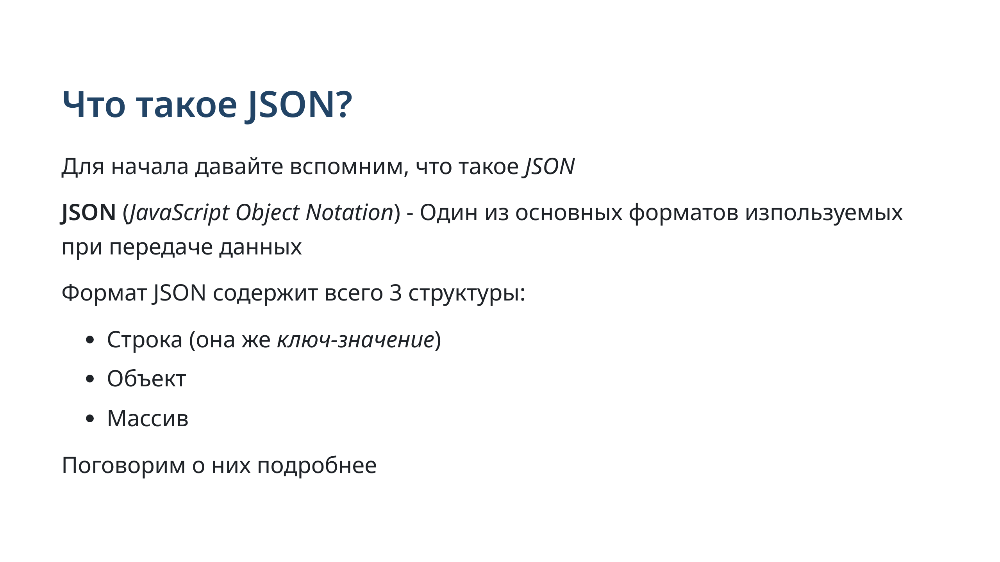 Что такое JSON?
Для начала давайте вспомним, что такое JSON
JSON (JavaScript Object Notation) - Один из основных форматов изпользуемых
при передаче данных
Формат JSON содержит всего 3 структуры:
• Строка (она же ключ-значение)
• Объект
• Массив
Поговорим о них подробнее